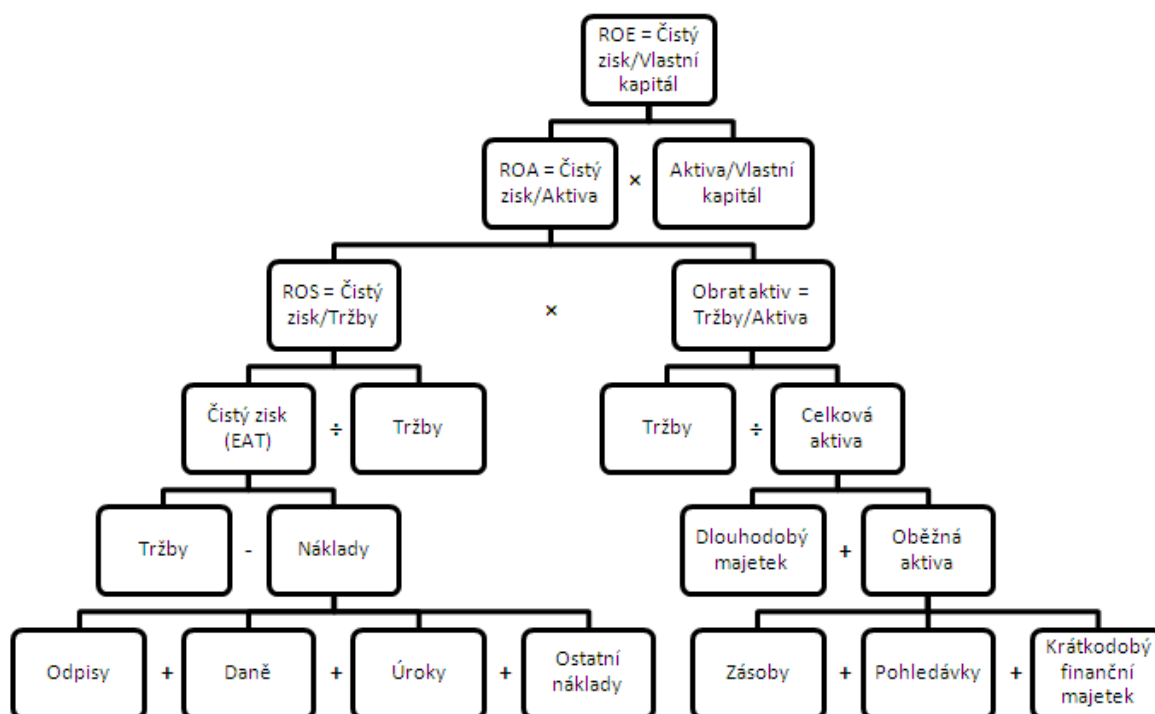 ROE = Čistý
zisk/Vlastní
kapitál
ROA = Čistý
zisk/Aktiva
×
Aktiva/Vlastní
kapitál
ROS = Čistý
zisk/Tržby
×
Obrat aktiv =
Tržby/Aktiva
Čistý zisk
(EAT)
÷
Tržby
Tržby
÷
Celková
aktiva
Tržby
-
Náklady
Dlouhodobý
majetek
+
Oběžná
aktiva
Odpisy
+
Daně
+
Úroky
+
Ostatní
náklady
Zásoby
+
Pohledávky
+
Krátkodobý
finanční
majetek